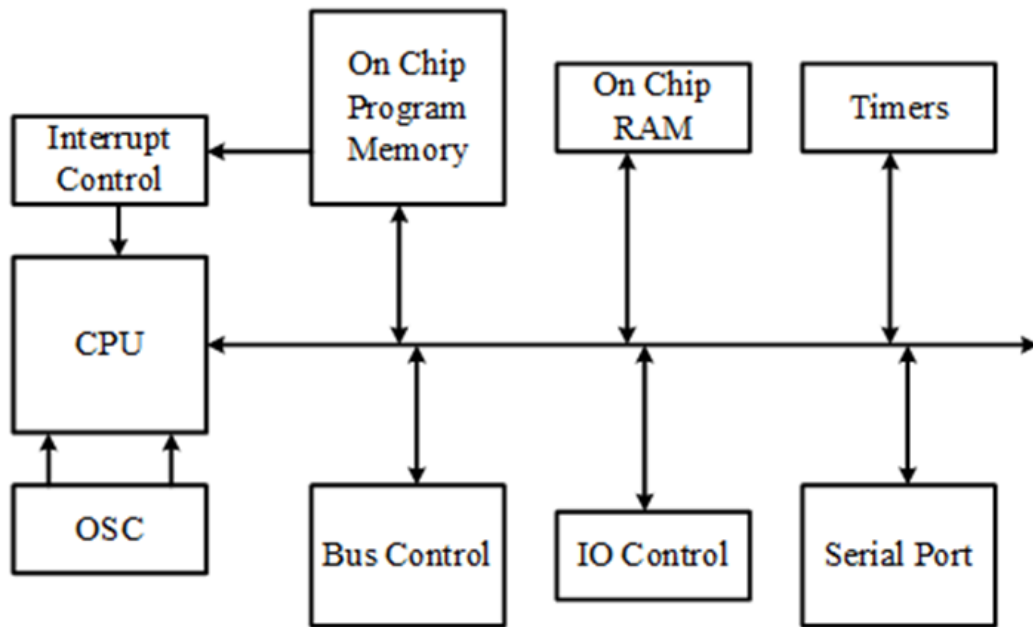 On Chip
Program
Memory
On Chip
RAM
Timers
Interrupt
Control
CPU
OSC
Bus Control
IO Control
Serial Port